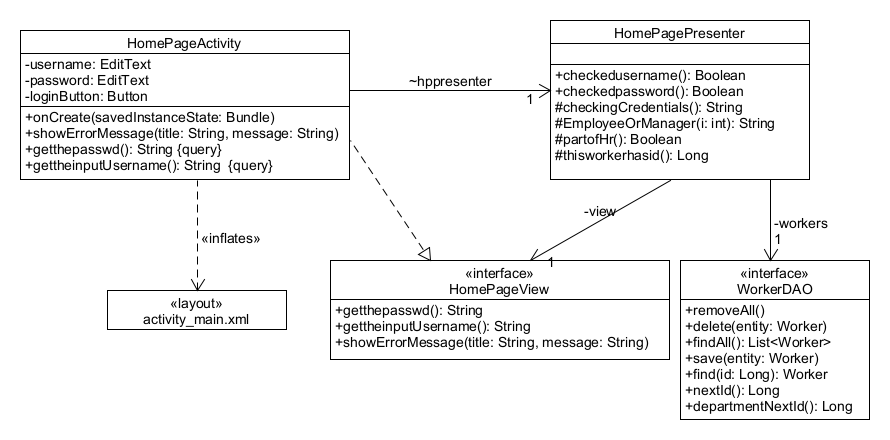 HomePageActivity
-username: EditText
-password: EditText
-loginButton: Button
+onCreate(savedInstanceState: Bundle)
+showErrorMessage(title: String, message: String)
+getthepasswd(): String {query}
+gettheinputUsername(): String  {query}
~hppresenter
1
HomePagePresenter
+checkedusername(): Boolean
+checkedpassword(): Boolean
#checkingCredentials(): String
#EmployeeOrManager(i: int): String
#partofHr(): Boolean
#thisworkerhasid(): Long
«inflates»
-view
1
-workers
1
«layout»
activity_main.xml
«interface»
HomePageView
+getthepasswd(): String
+gettheinputUsername(): String
+showErrorMessage(title: String, message: String)
«interface»
WorkerDAO
+removeAll()
+delete(entity: Worker)
+findAll(): List<Worker>
+save(entity: Worker)
+find(id: Long): Worker
+nextId(): Long
+departmentNextId(): Long